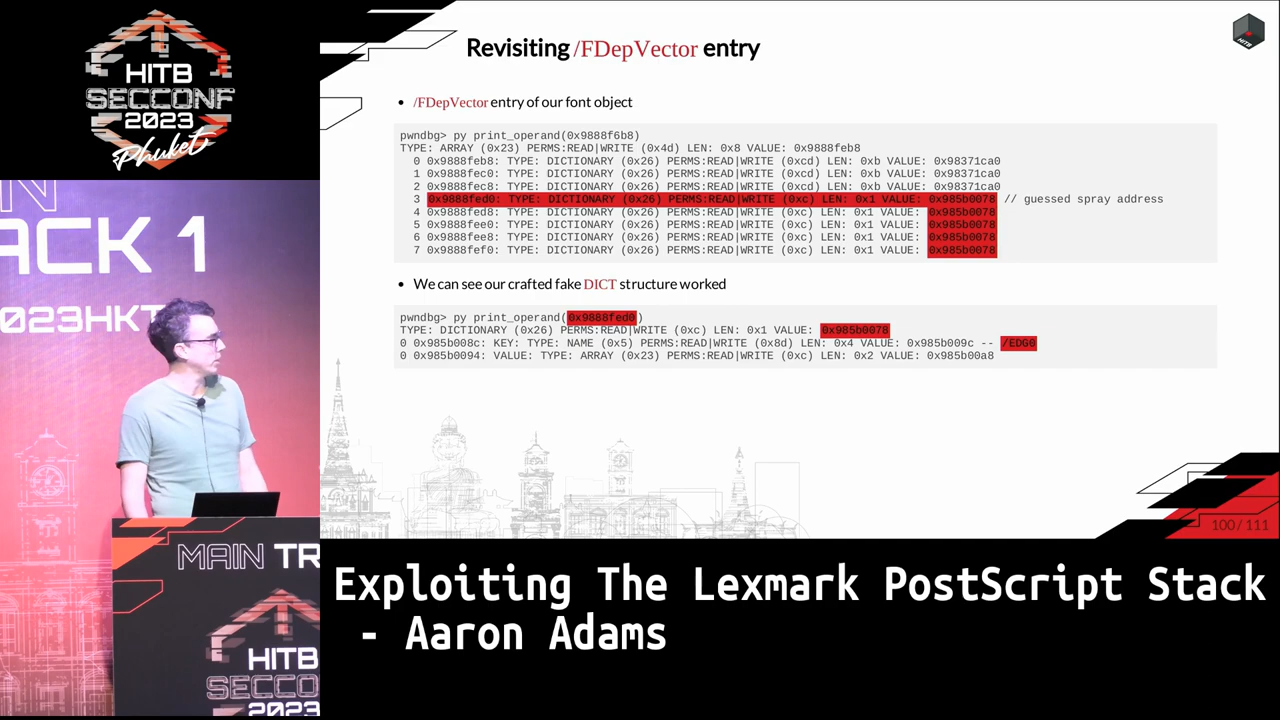 HITB
SECCONF
2023
Phuket
Revisiting /FDepVector entry
HITB
• /FDepVector entry of our font object
pwndbg> py print_operand(0x9888f6b8)
TYPE: ARRAY (0x23) PERMS:READ|WRITE (0x4d) LEN: 0x8 VALUE: 0x9888feb8
0 0x9888feb8: TYPE: DICTIONARY (0x26) PERMS:READ|WRITE (0xcd) LEN: 0xb VALUE: 0x98371ca0
1 0x9888fec0: TYPE: DICTIONARY (0x26) PERMS:READ|WRITE (0xcd) LEN: 0xb VALUE: 0x98371ca0
2 0x9888fec8: TYPE: DICTIONARY (0x26) PERMS:READ|WRITE (0xcd) LEN: 0xb VALUE: 0x98371ca0
3 0x9888fed0: TYPE: DICTIONARY (0x26) PERMS:READ|WRITE (0xc) LEN: 0x1 VALUE: 0x985b0078 // guessed spray address
4 0x9888fed8: TYPE: DICTIONARY (0x26) PERMS:READ|WRITE (0xc) LEN: 0x1 VALUE: 0x985b0078
5 0x9888fee0: TYPE: DICTIONARY (0x26) PERMS:READ|WRITE (0xc) LEN: 0x1 VALUE: 0x985b0078
6 0x9888fee8: TYPE: DICTIONARY (0x26) PERMS:READ|WRITE (0xc) LEN: 0x1 VALUE: 0x985b0078
7 0x9888fef0: TYPE: DICTIONARY (0x26) PERMS:READ|WRITE (0xc) LEN: 0x1 VALUE: 0x985b0078
• We can see our crafted fake DICT structure worked
pwndbg> py print_operand(0x9888fed0)
TYPE: DICTIONARY (0x26) PERMS:READ|WRITE (0xc) LEN: 0x1 VALUE: 0x985b0078
0 0x985b008c: KEY: TYPE: NAME (0x5) PERMS:READ|WRITE (0x8d) LEN: 0x4 VALUE: 0x985b009c -- /EDG0
0 0x985b0094: VALUE: TYPE: ARRAY (0x23) PERMS:READ|WRITE (0xc) LEN: 0x2 VALUE: 0x985b00a8
100 / 111
ACK 1
023HKT
MAIN TR
HITB
SECCO
2023
Exploiting The Lexmark PostScript Stack
- Aaron Adams